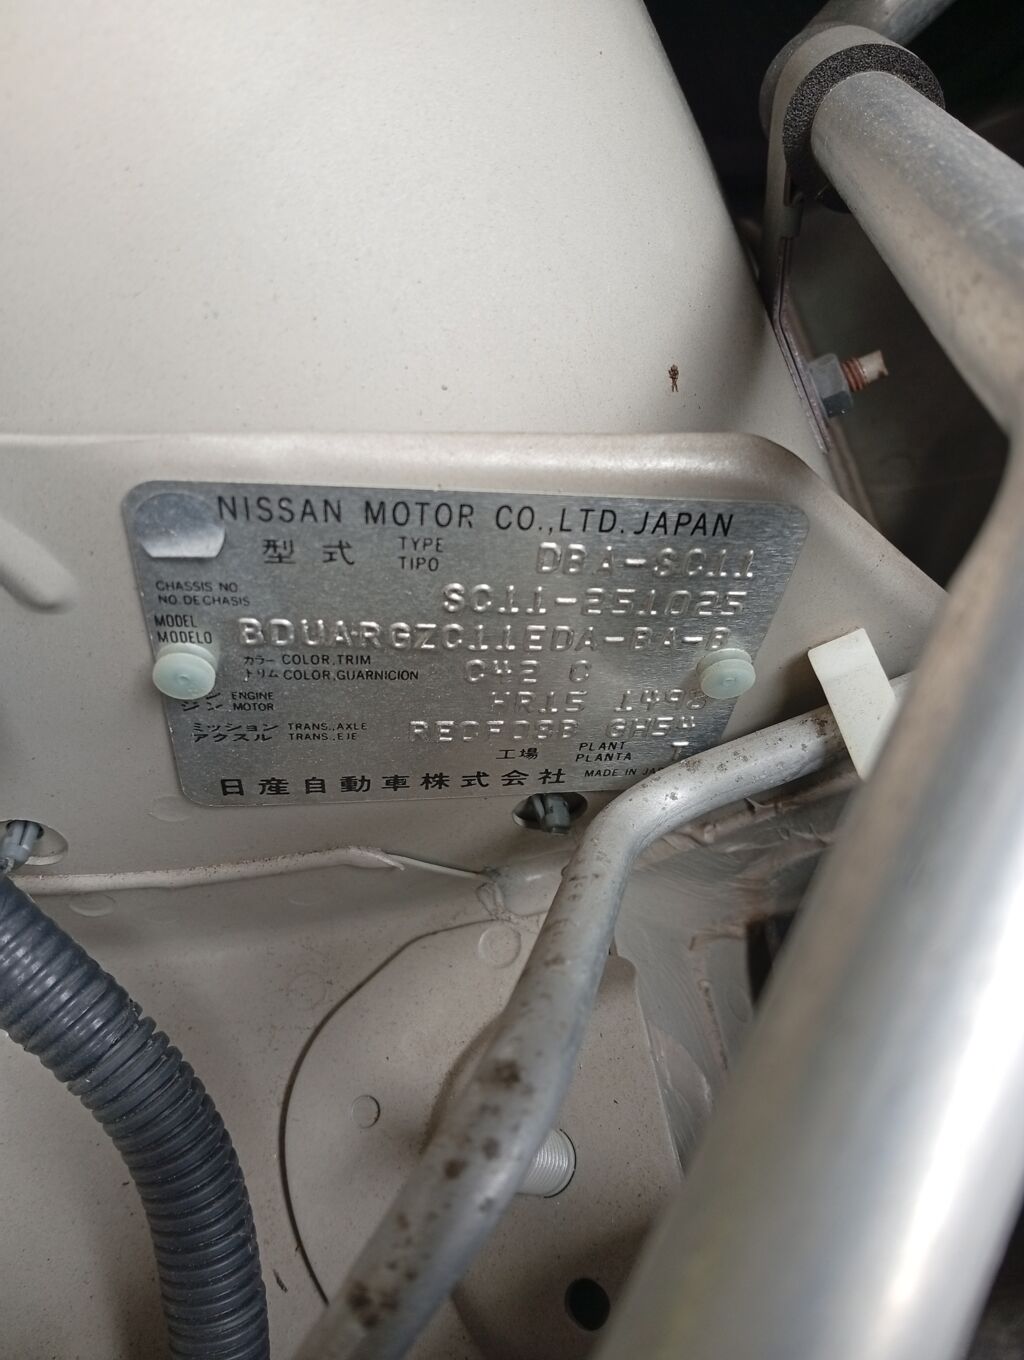 NISSAN MOTOR CO.,LTD. JAPAN
型式 TYPE TIPO DBA-SC11
CHASSIS NO. NO. DE CHASIS SC11-251025
MODEL MODELO BDUARGZC11EDA-BA-B
カラー トリム COLOR,TRIM COLOR,GUARNICION C42 C
ENGINE MOTOR HR15 1498
ミッション アクスル TRANS.,AXLE TRANS.,EJE GH54
工場 PLANT PLANTA
日産自動車株式会社 MADE IN